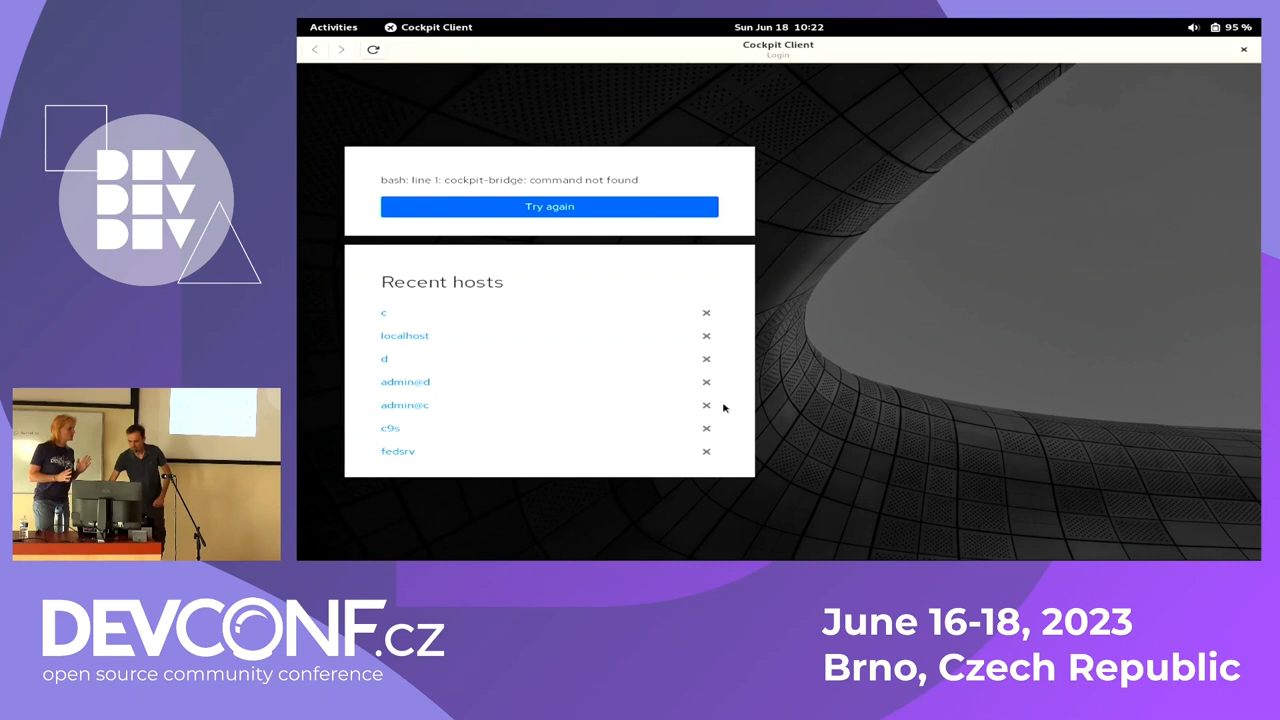 Activities
Cockpit Client
Sun Jun 18 10:22
95 %
Cockpit Client
Login
bash: line 1: cockpit-bridge: command not found
Try again
Recent hosts
c
localhost
d
admin@d
admin@c
c9s
fedsrv
DEV
DEV
DEV
DEVCONF.cz
open source community conference
June 16-18, 2023
Brno, Czech Republic